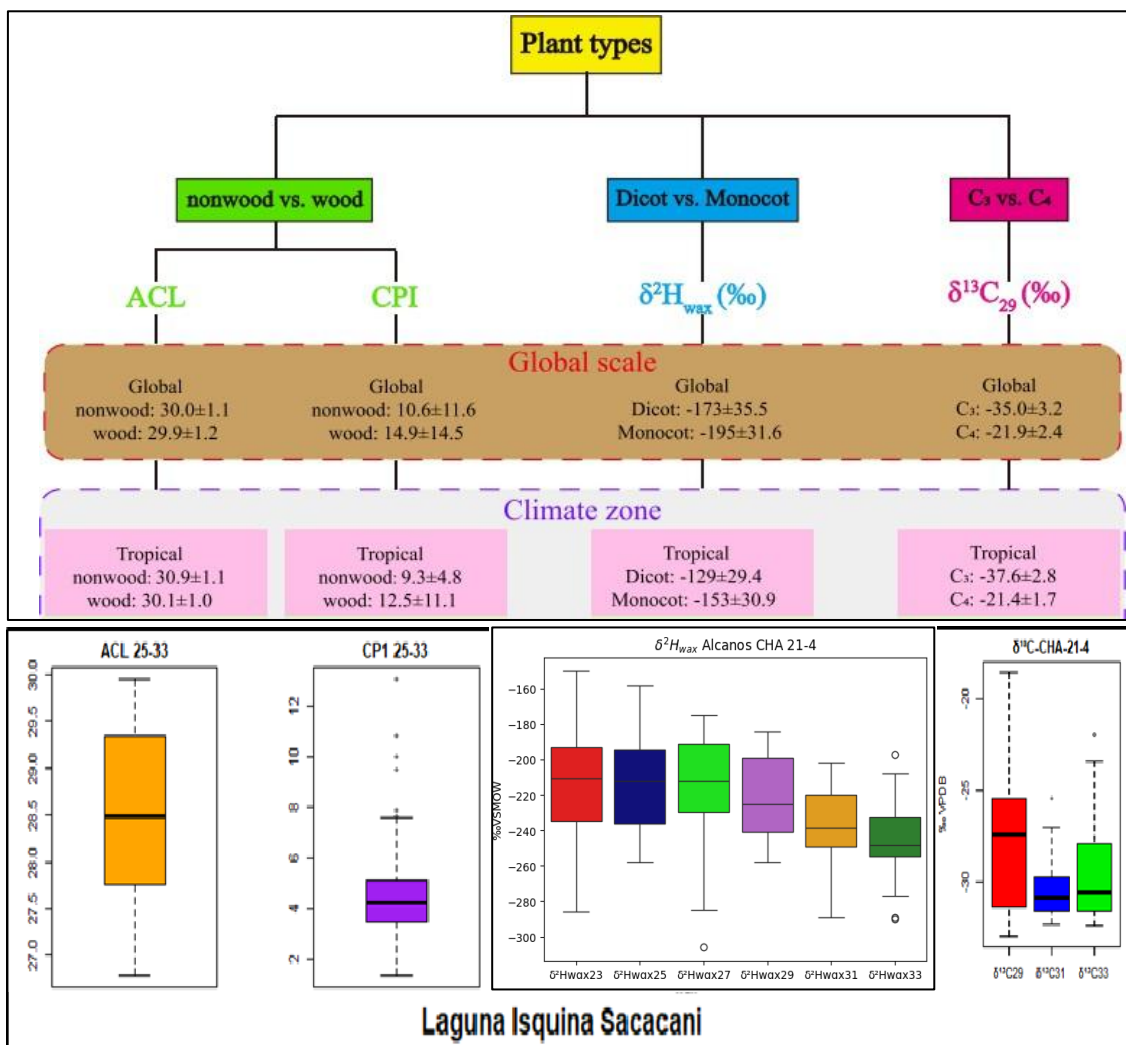 Plant types
nonwood vs. wood
Dicot vs. Monocot
C₃ vs. C₄
ACL
CPI
δ²H_wax (‰)
δ¹³C₂₉ (‰)
Global scale
Global
nonwood: 30.0±1.1
wood: 29.9±1.2
Global
nonwood: 10.6±11.6
wood: 14.9±14.5
Global
Dicot: -173±35.5
Monocot: -195±31.6
Global
C₃: -35.0±3.2
C₄: -21.9±2.4
Climate zone
Tropical
nonwood: 30.9±1.1
wood: 30.1±1.0
Tropical
nonwood: 9.3±4.8
wood: 12.5±11.1
Tropical
Dicot: -129±29.4
Monocot: -153±30.9
Tropical
C₃: -37.6±2.8
C₄: -21.4±1.7
ACL 25-33
30.0
29.5
29.0
28.5
28.0
27.5
27.0
CP1 25-33
12
10
8
6
4
2
δ²H_wax Alcanos CHA 21-4
‰VSMOW
−160
−180
−200
−220
−240
−260
−280
−300
δ²Hwax23 δ²Hwax25 δ²Hwax27 δ²Hwax29 δ²Hwax31 δ²Hwax33
δ¹³C-CHA-21-4
‰ VPDB
-20
-25
-30
δ¹³C29 δ¹³C31 δ¹³C33
Laguna Isquina Sacacani